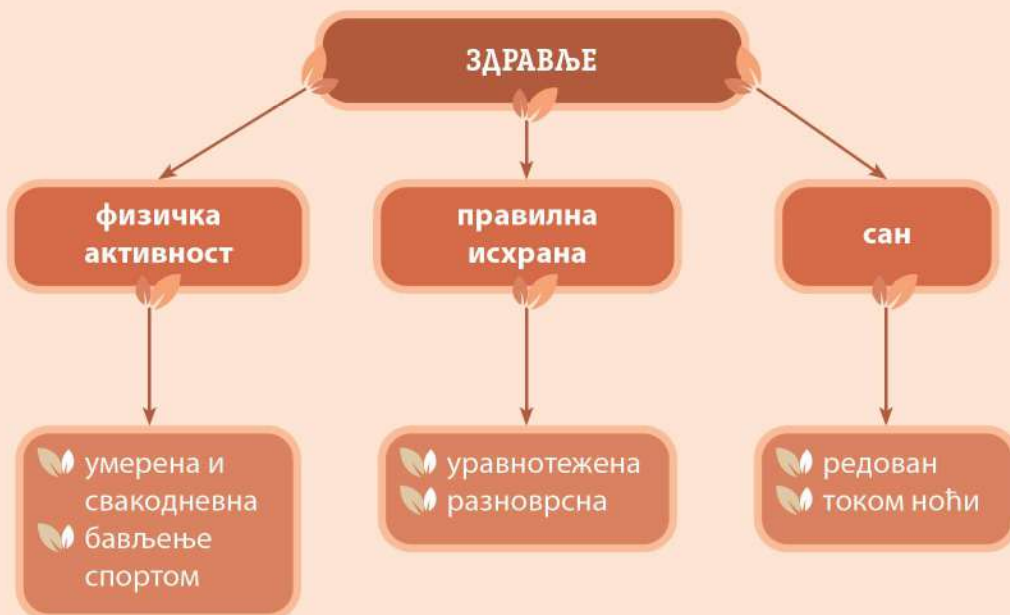 ЗДРАВЉЕ
физичка
активност
правилна
исхрана
сан
умерена и
свакодневна
бављење
спортом
уравнотежена
разноврсна
редован
током ноћи